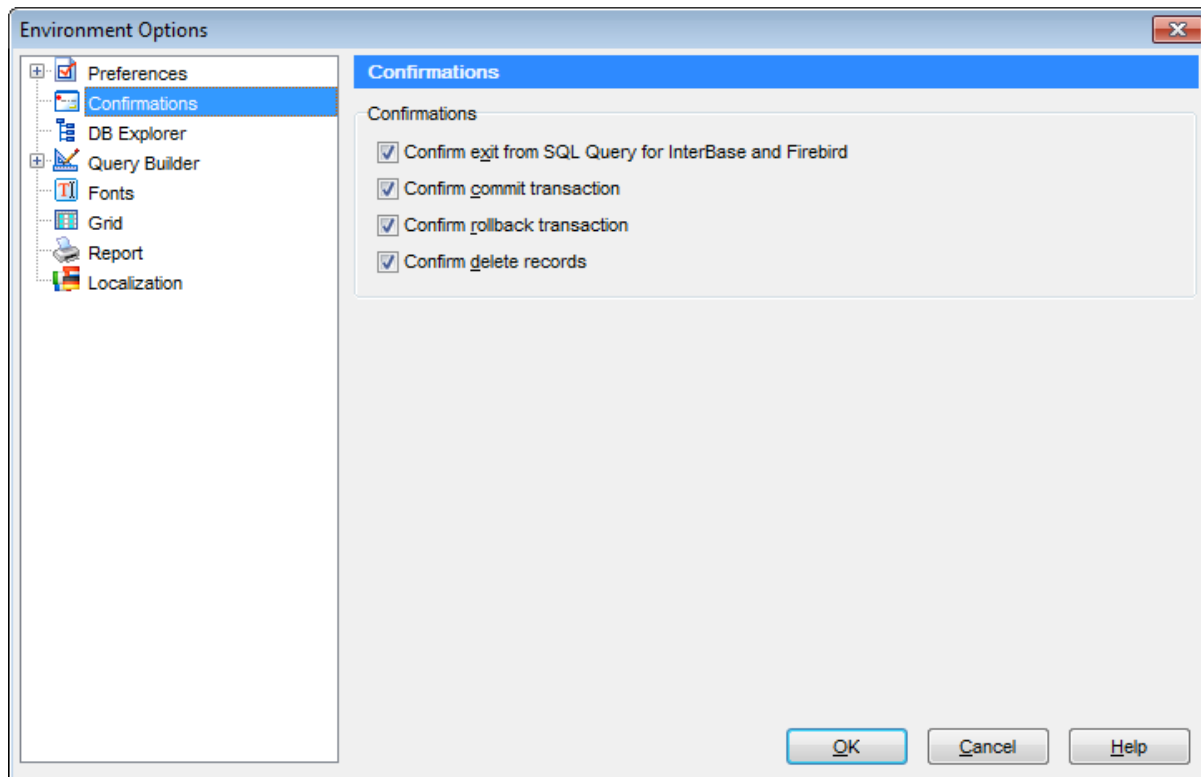 Environment Options
Preferences
Confirmations
DB Explorer
Query Builder
Fonts
Grid
Report
Localization
Confirmations
Confirmations
Confirm exit from SQL Query for InterBase and Firebird
Confirm commit transaction
Confirm rollback transaction
Confirm delete records
OK
Cancel
Help